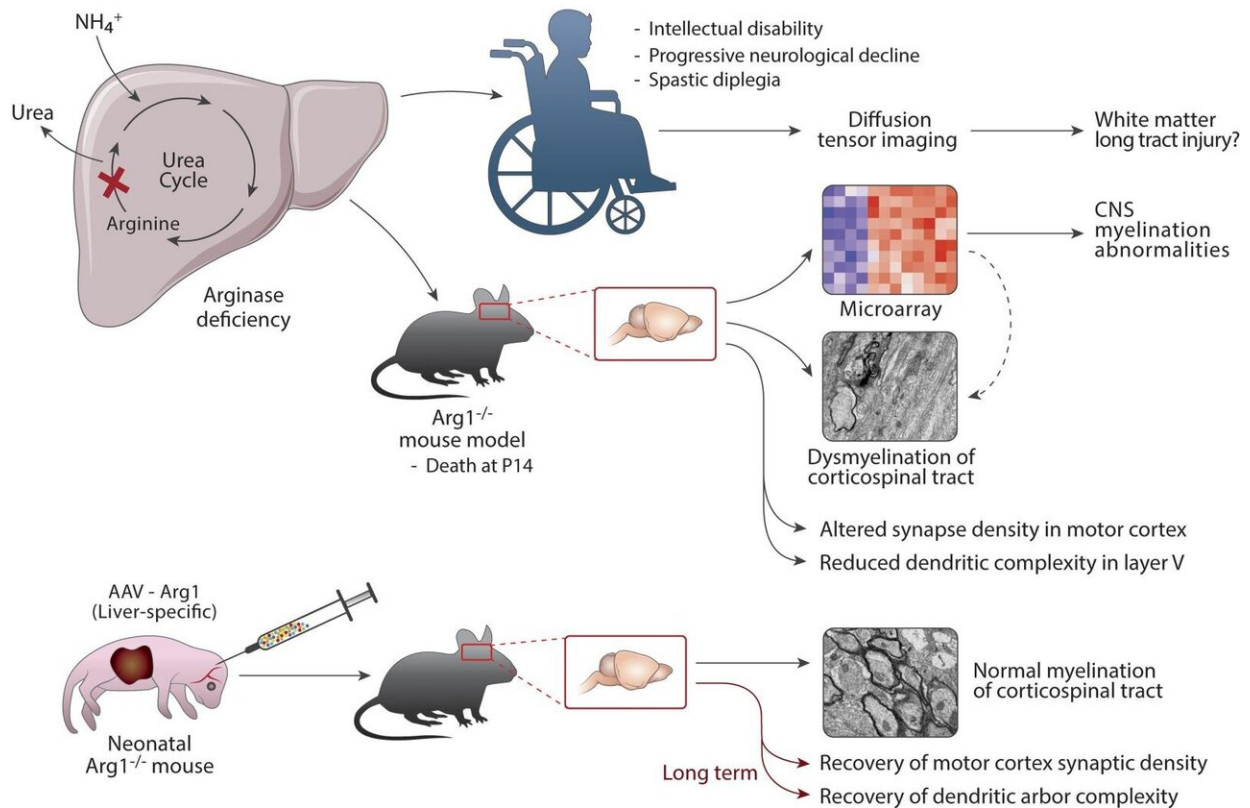 NH₄⁺
Urea
Urea
Cycle
Arginine
Arginase
deficiency
- Intellectual disability
- Progressive neurological decline
- Spastic diplegia
Diffusion
tensor imaging
White matter
long tract injury?
CNS
myelination
abnormalities
Microarray
Arg1⁻/⁻
mouse model
- Death at P14
Dysmyelination of
corticospinal tract
Altered synapse density in motor cortex
Reduced dendritic complexity in layer V
AAV - Arg1
(Liver-specific)
Neonatal
Arg1⁻/⁻ mouse
Normal myelination
of corticospinal tract
Long term
Recovery of motor cortex synaptic density
Recovery of dendritic arbor complexity